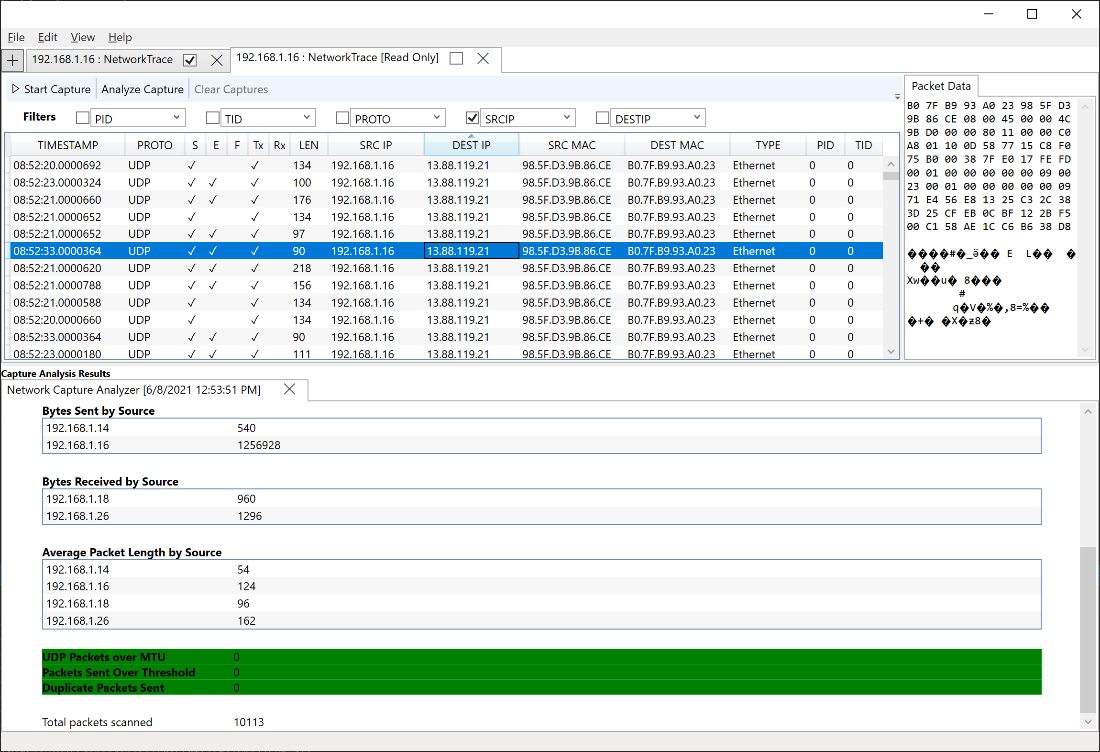 File Edit View Help
192.168.1.16 : NetworkTrace 192.168.1.16 : NetworkTrace [Read Only]
Start Capture Analyze Capture Clear Captures
Filters PID TID PROTO SRCIP DESTIP
TIMESTAMP PROTO S E F Tx Rx LEN SRC IP DEST IP SRC MAC DEST MAC TYPE PID TID
08:52:20.0000692 UDP ✓ ✓ 134 192.168.1.16 13.88.119.21 98.5F.D3.9B.86.CE B0.7F.B9.93.A0.23 Ethernet 0 0
08:52:23.0000324 UDP ✓ ✓ ✓ 100 192.168.1.16 13.88.119.21 98.5F.D3.9B.86.CE B0.7F.B9.93.A0.23 Ethernet 0 0
08:52:21.0000660 UDP ✓ ✓ ✓ 176 192.168.1.16 13.88.119.21 98.5F.D3.9B.86.CE B0.7F.B9.93.A0.23 Ethernet 0 0
08:52:20.0000652 UDP ✓ ✓ 134 192.168.1.16 13.88.119.21 98.5F.D3.9B.86.CE B0.7F.B9.93.A0.23 Ethernet 0 0
08:52:21.0000652 UDP ✓ ✓ ✓ 97 192.168.1.16 13.88.119.21 98.5F.D3.9B.86.CE B0.7F.B9.93.A0.23 Ethernet 0 0
08:52:33.0000364 UDP ✓ ✓ ✓ 90 192.168.1.16 13.88.119.21 98.5F.D3.9B.86.CE B0.7F.B9.93.A0.23 Ethernet 0 0
08:52:21.0000620 UDP ✓ ✓ ✓ 218 192.168.1.16 13.88.119.21 98.5F.D3.9B.86.CE B0.7F.B9.93.A0.23 Ethernet 0 0
08:52:21.0000788 UDP ✓ ✓ ✓ 156 192.168.1.16 13.88.119.21 98.5F.D3.9B.86.CE B0.7F.B9.93.A0.23 Ethernet 0 0
08:52:20.0000588 UDP ✓ ✓ 134 192.168.1.16 13.88.119.21 98.5F.D3.9B.86.CE B0.7F.B9.93.A0.23 Ethernet 0 0
08:52:20.0000660 UDP ✓ ✓ 134 192.168.1.16 13.88.119.21 98.5F.D3.9B.86.CE B0.7F.B9.93.A0.23 Ethernet 0 0
08:52:33.0000364 UDP ✓ ✓ ✓ 90 192.168.1.16 13.88.119.21 98.5F.D3.9B.86.CE B0.7F.B9.93.A0.23 Ethernet 0 0
08:52:23.0000180 UDP ✓ ✓ ✓ 111 192.168.1.16 13.88.119.21 98.5F.D3.9B.86.CE B0.7F.B9.93.A0.23 Ethernet 0 0
Packet Data
B0 7F B9 93 A0 23 98 5F D3
9B 86 CE 08 00 45 00 00 4C
9B D0 00 00 80 11 00 00 C0
A8 01 10 0D 58 77 15 C8 F0
75 B0 00 38 7F E0 17 FE FD
00 01 00 00 00 00 00 09 00
23 00 01 00 00 00 00 00 09
71 E4 56 E8 13 25 C3 2C 38
3D 25 CF EB 0C BF 12 2B F5
00 C1 58 AE 1C C6 B6 38 D8
����#�_ӛ�� E L�� �
��
Xw��u� 8���
#
q�V�%�,8=%��
�+� �X�ƶ8�
Capture Analysis Results
Network Capture Analyzer [6/8/2021 12:53:51 PM]
Bytes Sent by Source
192.168.1.14 540
192.168.1.16 1256928
Bytes Received by Source
192.168.1.18 960
192.168.1.26 1296
Average Packet Length by Source
192.168.1.14 54
192.168.1.16 124
192.168.1.18 96
192.168.1.26 162
UDP Packets over MTU 0
Packets Sent Over Threshold 0
Duplicate Packets Sent 0
Total packets scanned 10113